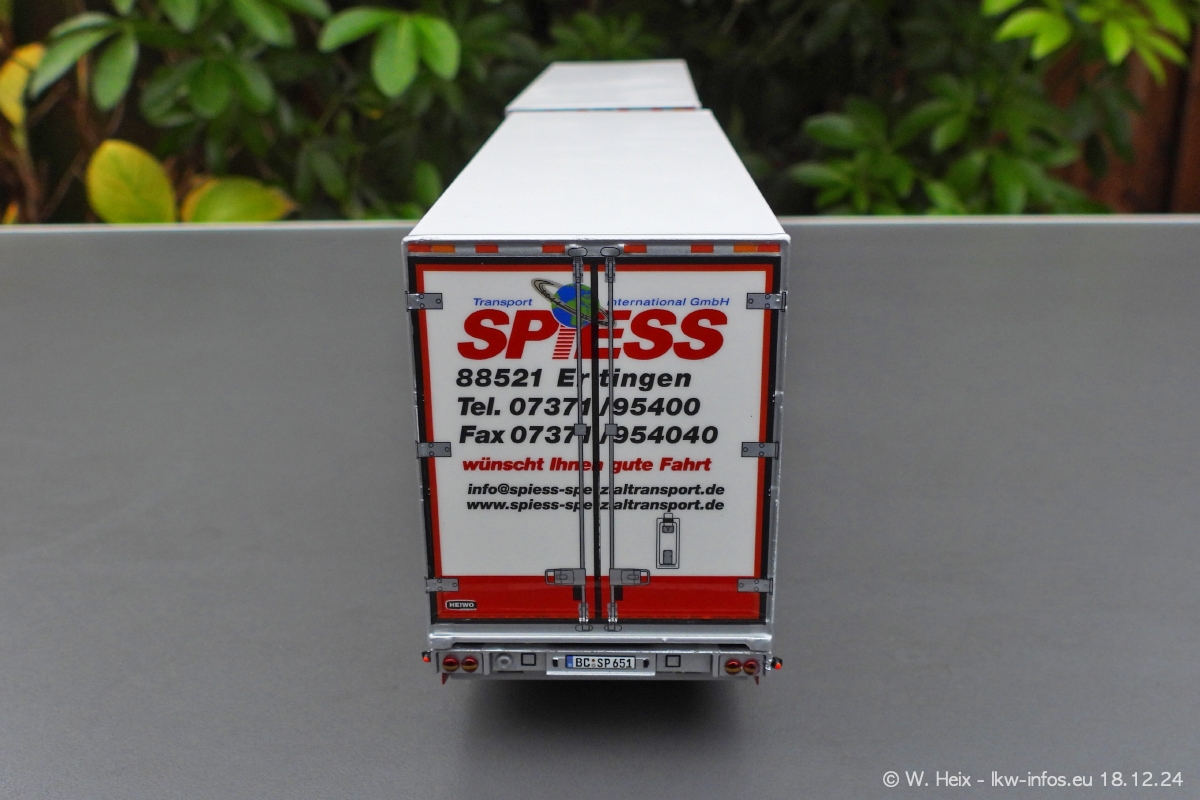 Transport International GmbH
SPIESS
88521 Ertingen
Tel. 07371/95400
Fax 07371/954040
wünscht Ihnen gute Fahrt
info@spiess-spezialtransport.de
www.spiess-spezialtransport.de
HEIWO
BC SP 651
© W. Heix - lkw-infos.eu 18.12.24